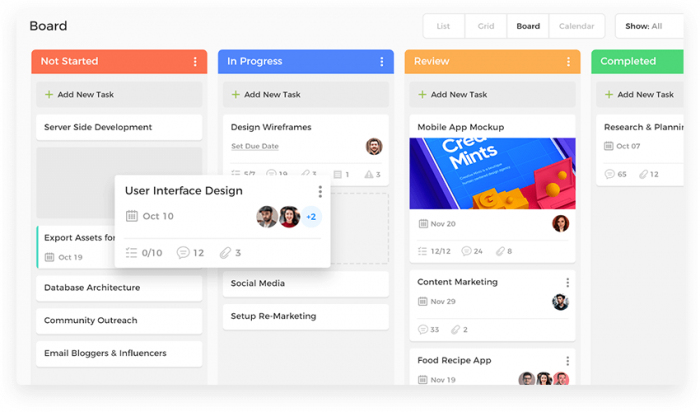 Board
List
Grid
Board
Calendar
Show: All
Not Started
Add New Task
Server Side Development
Export Assets for
Oct 19
Database Architecture
Community Outreach
Email Bloggers & Influencers
User Interface Design
Oct 10
+2
0/10
12
3
In Progress
Add New Task
Design Wireframes
Set Due Date
5/7
19
3
1
3
Social Media
Setup Re-Marketing
Review
Add New Task
Mobile App Mockup
Mints
Nov 20
12/12
24
8
Content Marketing
Nov 29
33
2
Food Recipe App
Nov 19
Completed
Add New Task
Research &
Oct 07
65
12